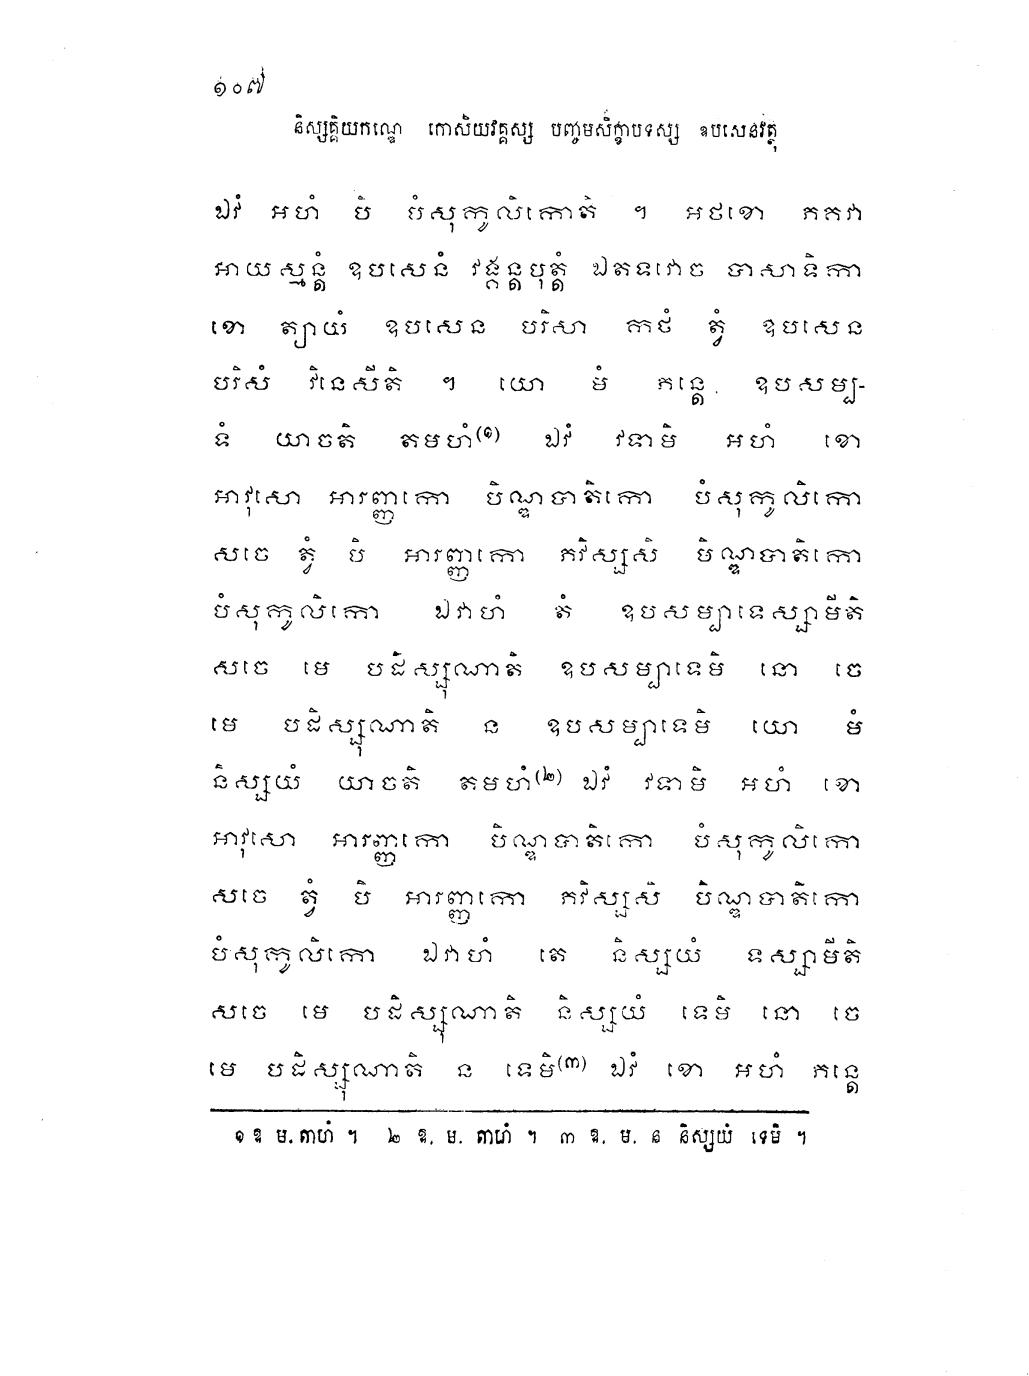 ១០៧
និស្សគ្គិយកណ្ឌេ កោសិយវគ្គស្ស បញ្ចមសិក្ខាបទស្ស ឧបសេនវត្ថុ
ឯវំ អហំ បិ បំសុកូលិកោតិ ។ អថខោ ភគវា
អាយស្មន្តំ ឧបសេនំ វង្គន្តបុត្តំ ឯតទវោច បាសាទិកា
ខោ ត្យាយំ ឧបសេន បរិសា កថំ ត្វំ ឧបសេន
បរិសំ វិនេសីតិ ។ យោ មំ ភន្តេ ឧបសម្ប-
ទំ យាចតិ តមហំ(១) ឯវំ វទាមិ អហំ ខោ
អាវុសោ អារញ្ញកោ បិណ្ឌបាតិកោ បំសុកូលិកោ
សចេ ត្វំ បិ អារញ្ញកោ ភវិស្សសិ បិណ្ឌបាតិកោ
បំសុកូលិកោ ឯវាហំ តំ ឧបសម្បាទេស្សាមីតិ
សចេ មេ បដិស្សុណាតិ ឧបសម្បាទេមិ នោ ចេ
មេ បដិស្សុណាតិ ន ឧបសម្បាទេមិ យោ មំ
និស្សយំ យាចតិ តមហំ(២) ឯវំ វទាមិ អហំ ខោ
អាវុសោ អារញ្ញកោ បិណ្ឌបាតិកោ បំសុកូលិកោ
សចេ ត្វំ បិ អារញ្ញកោ ភវិស្សសិ បិណ្ឌបាតិកោ
បំសុកូលិកោ ឯវាហំ តេ និស្សយំ ទស្សាមីតិ
សចេ មេ បដិស្សុណាតិ និស្សយំ ទេមិ នោ ចេ
មេ បដិស្សុណាតិ ន ទេមិ(៣) ឯវំ ខោ អហំ ភន្តេ
១ ឱ ម. តាហំ ។ ២ ឱ. ម. តាហំ ។ ៣ ឱ. ម. ន និស្សយំ ទេមិ ។